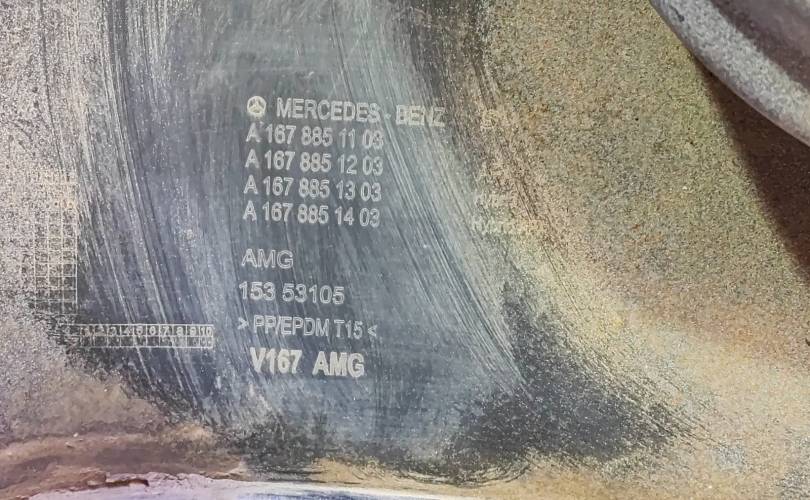 MERCEDES - BENZ
A 167 885 11 03
A 167 885 12 03
A 167 885 13 03
A 167 885 14 03
AMG
153 53105
> PP/EPDM T15 <
V167 AMG